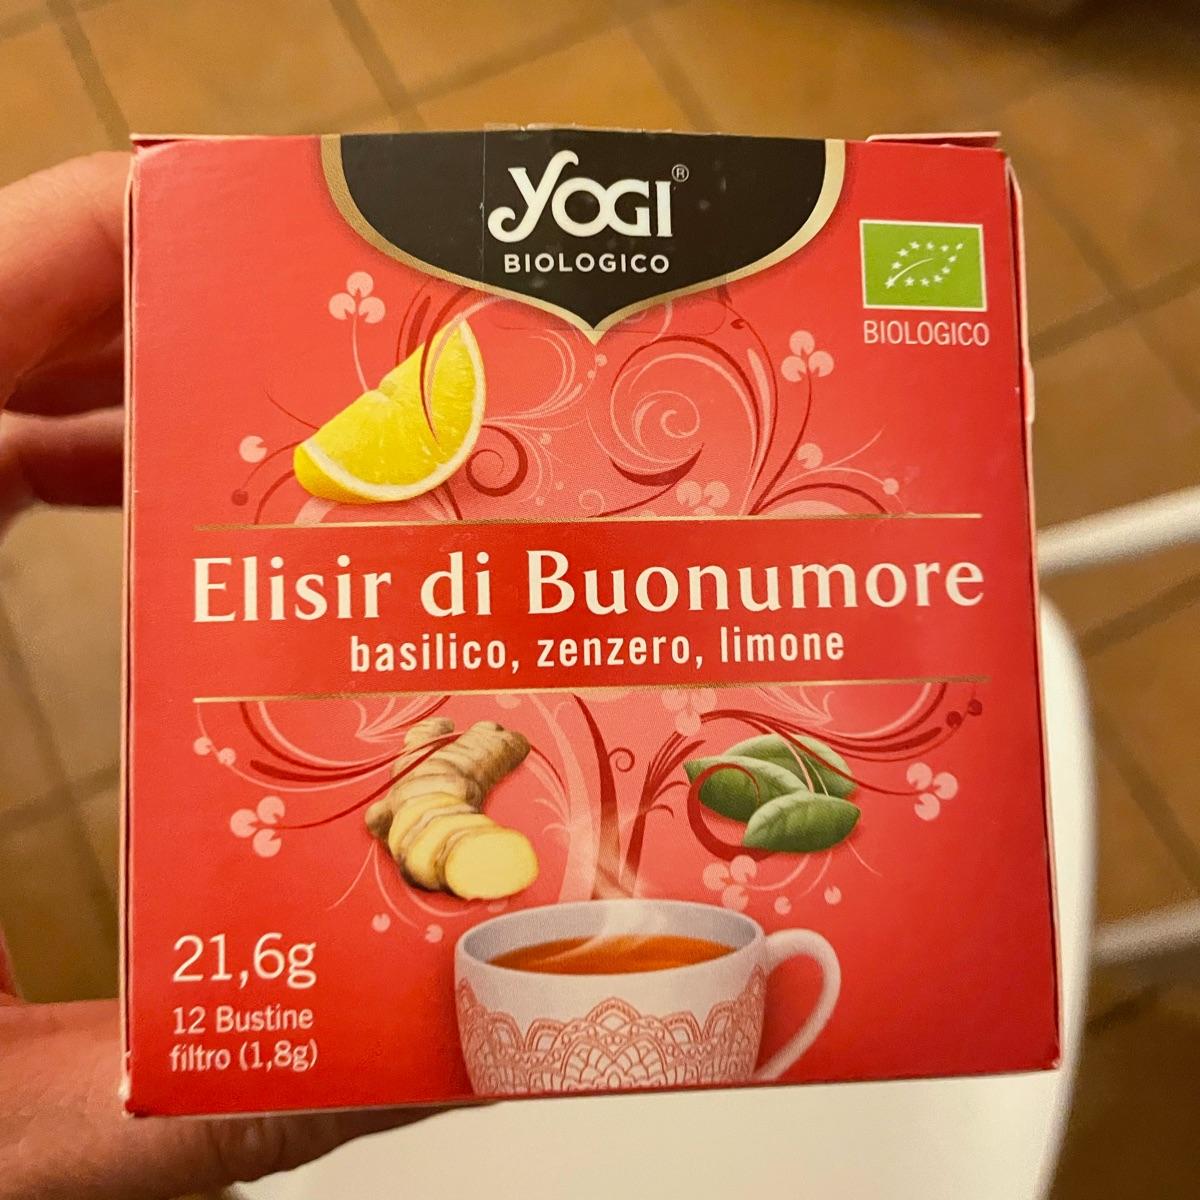 YOGI®
BIOLOGICO
BIOLOGICO
Elisir di Buonumore
basilico, zenzero, limone
21,6g
12 Bustine
filtro (1,8g)